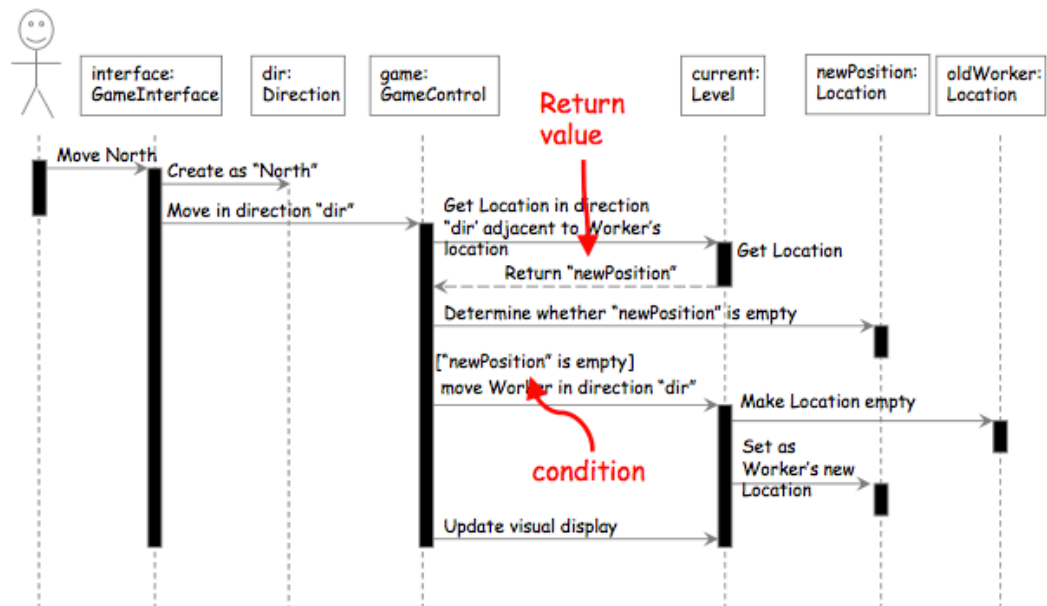 interface:
GameInterface
dir:
Direction
game:
GameControl
current:
Level
newPosition:
Location
oldWorker:
Location
Return
value
Move North
Create as “North”
Move in direction “dir”
Get Location in direction
“dir’ adjacent to Worker’s
location
Get Location
Return “newPosition”
Determine whether “newPosition” is empty
[“newPosition” is empty]
move Worker in direction “dir”
Make Location empty
condition
Set as
Worker’s new
Location
Update visual display